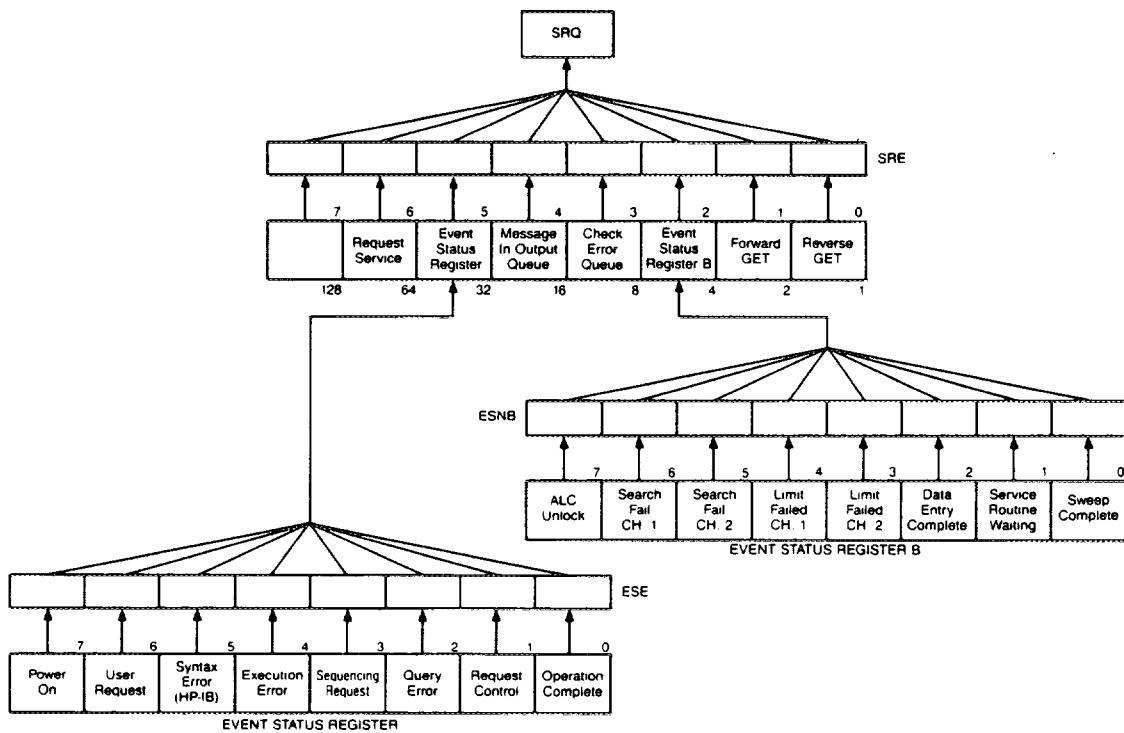 SRQ
SRE
7 6 5 4 3 2 1 0
Request Service
Event Status Register
Message In Output Queue
Check Error Queue
Event Status Register B
Forward GET
Reverse GET
128 64 32 16 8 4 2 1
ESNB
7 6 5 4 3 2 1 0
ALC Unlock
Search Fail CH. 1
Search Fail CH. 2
Limit Failed CH. 1
Limit Failed CH. 2
Data Entry Complete
Service Routine Waiting
Sweep Complete
EVENT STATUS REGISTER B
ESE
7 6 5 4 3 2 1 0
Power On
User Request
Syntax Error (HP-IB)
Execution Error
Sequencing Request
Query Error
Request Control
Operation Complete
EVENT STATUS REGISTER